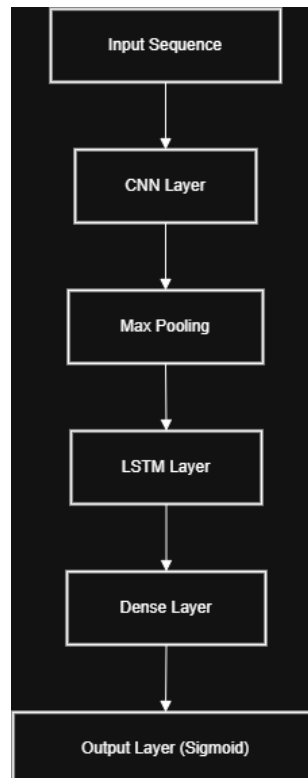 Input Sequence
CNN Layer
Max Pooling
LSTM Layer
Dense Layer
Output Layer (Sigmoid)